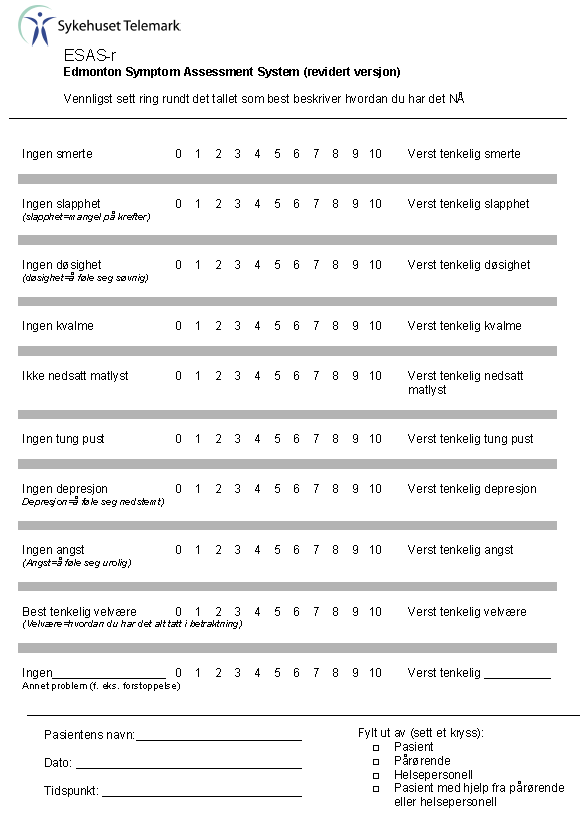 Sykehuset Telemark
ESAS-r
Edmonton Symptom Assessment System (revidert versjon)
Vennligst sett ring rundt det tallet som best beskriver hvordan du har det NÅ
Ingen smerte 0 1 2 3 4 5 6 7 8 9 10 Verst tenkelig smerte
Ingen slapphet 0 1 2 3 4 5 6 7 8 9 10 Verst tenkelig slapphet
(slapphet=mangel på krefter)
Ingen døsighet 0 1 2 3 4 5 6 7 8 9 10 Verst tenkelig døsighet
(døsighet=å føle seg søvnig)
Ingen kvalme 0 1 2 3 4 5 6 7 8 9 10 Verst tenkelig kvalme
Ikke nedsatt matlyst 0 1 2 3 4 5 6 7 8 9 10 Verst tenkelig nedsatt
matlyst
Ingen tung pust 0 1 2 3 4 5 6 7 8 9 10 Verst tenkelig tung pust
Ingen depresjon 0 1 2 3 4 5 6 7 8 9 10 Verst tenkelig depresjon
Depresjon=å føle seg nedstemt)
Ingen angst 0 1 2 3 4 5 6 7 8 9 10 Verst tenkelig angst
(Angst=å føle seg urolig)
Best tenkelig velvære 0 1 2 3 4 5 6 7 8 9 10 Verst tenkelig velvære
(Velvære=hvordan du har det alt tatt i betraktning)
Ingen__________________ 0 1 2 3 4 5 6 7 8 9 10 Verst tenkelig __________
Annet problem (f. eks. forstoppelse)
Pasientens navn:__________________________
Dato: ___________________________________
Tidspunkt: _______________________________
Fylt ut av (sett et kryss):
□ Pasient
□ Pårørende
□ Helsepersonell
□ Pasient med hjelp fra pårørende
eller helsepersonell